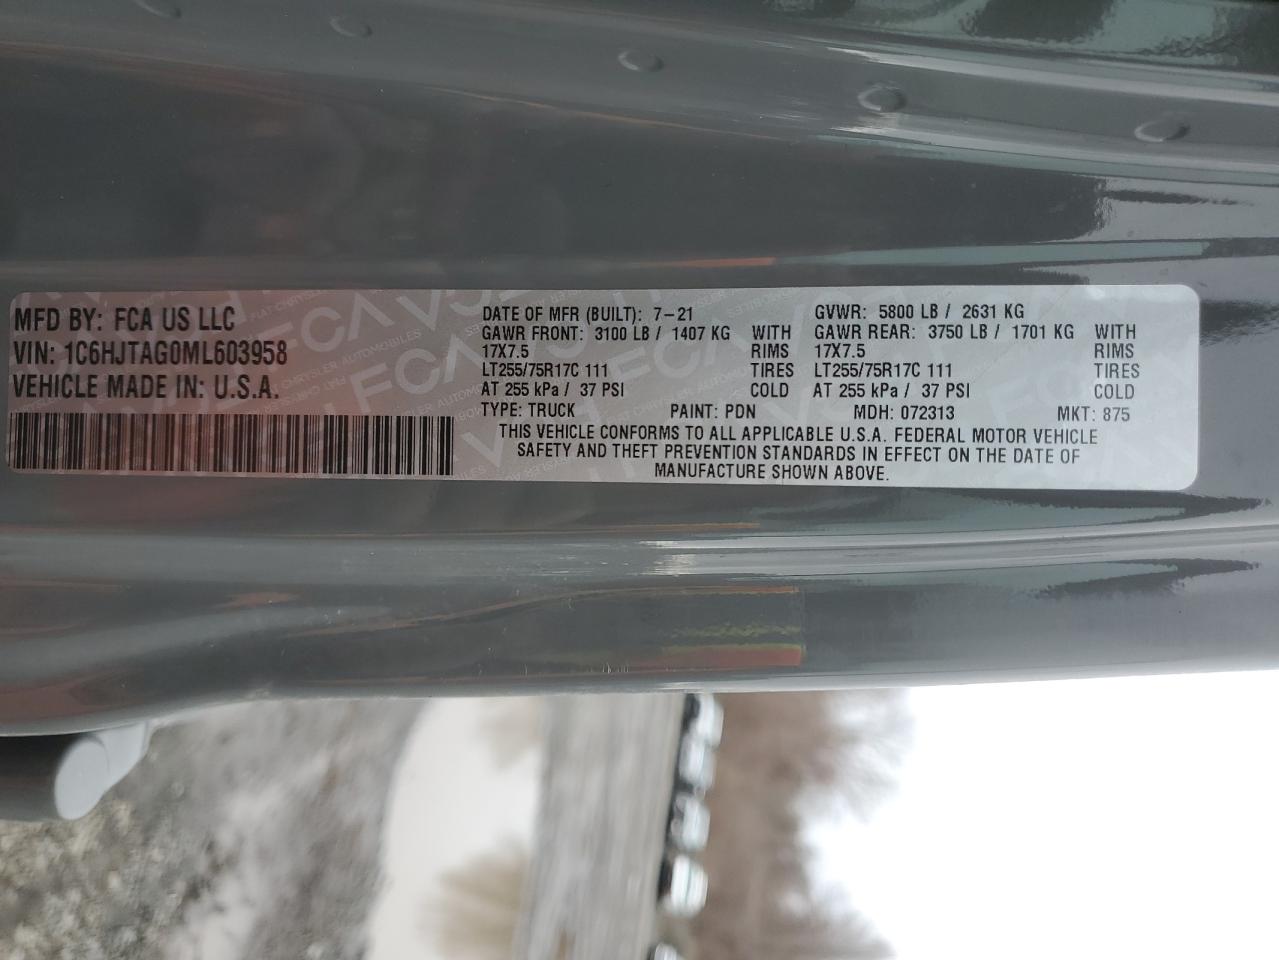 MFD BY: FCA US LLC
VIN: 1C6HJTAG0ML603958
VEHICLE MADE IN: U.S.A.
DATE OF MFR (BUILT): 7-21
GAWR FRONT: 3100 LB / 1407 KG WITH
17X7.5 RIMS
LT255/75R17C 111 TIRES
AT 255 kPa / 37 PSI COLD
GVWR: 5800 LB / 2631 KG
GAWR REAR: 3750 LB / 1701 KG WITH
17X7.5 RIMS
LT255/75R17C 111 TIRES
AT 255 kPa / 37 PSI COLD
TYPE: TRUCK PAINT: PDN MDH: 072313 MKT: 875
THIS VEHICLE CONFORMS TO ALL APPLICABLE U.S.A. FEDERAL MOTOR VEHICLE
SAFETY AND THEFT PREVENTION STANDARDS IN EFFECT ON THE DATE OF
MANUFACTURE SHOWN ABOVE.